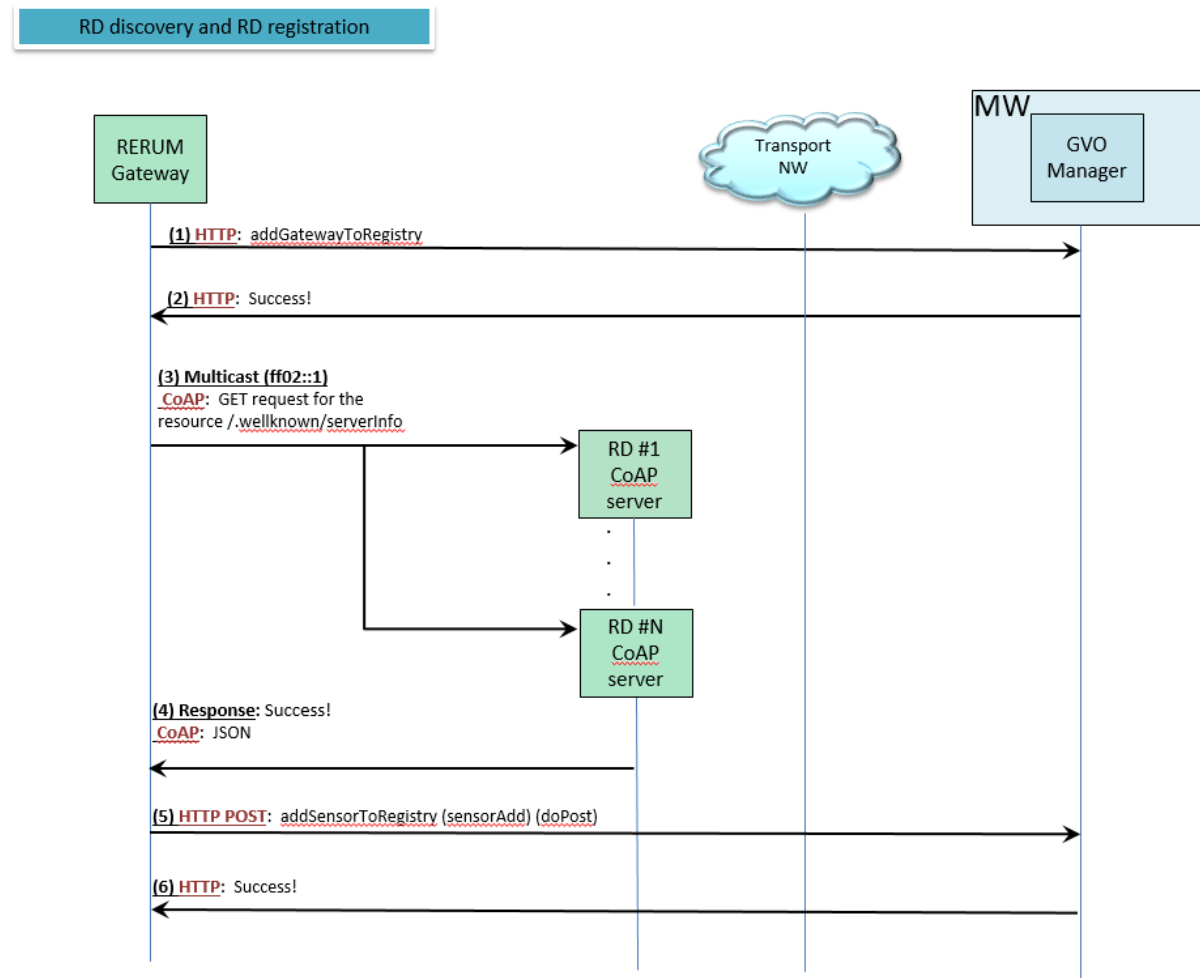 RD discovery and RD registration
MW
RERUM
Gateway
Transport
NW
GVO
Manager
(1) HTTP: addGatewayToRegistry
(2) HTTP: Success!
(3) Multicast (ff02::1)
CoAP: GET request for the
resource /.wellknown/serverInfo
RD #1
CoAP
server
.
.
.
RD #N
CoAP
server
(4) Response: Success!
CoAP: JSON
(5) HTTP POST: addSensorToRegistry (sensorAdd) (doPost)
(6) HTTP: Success!